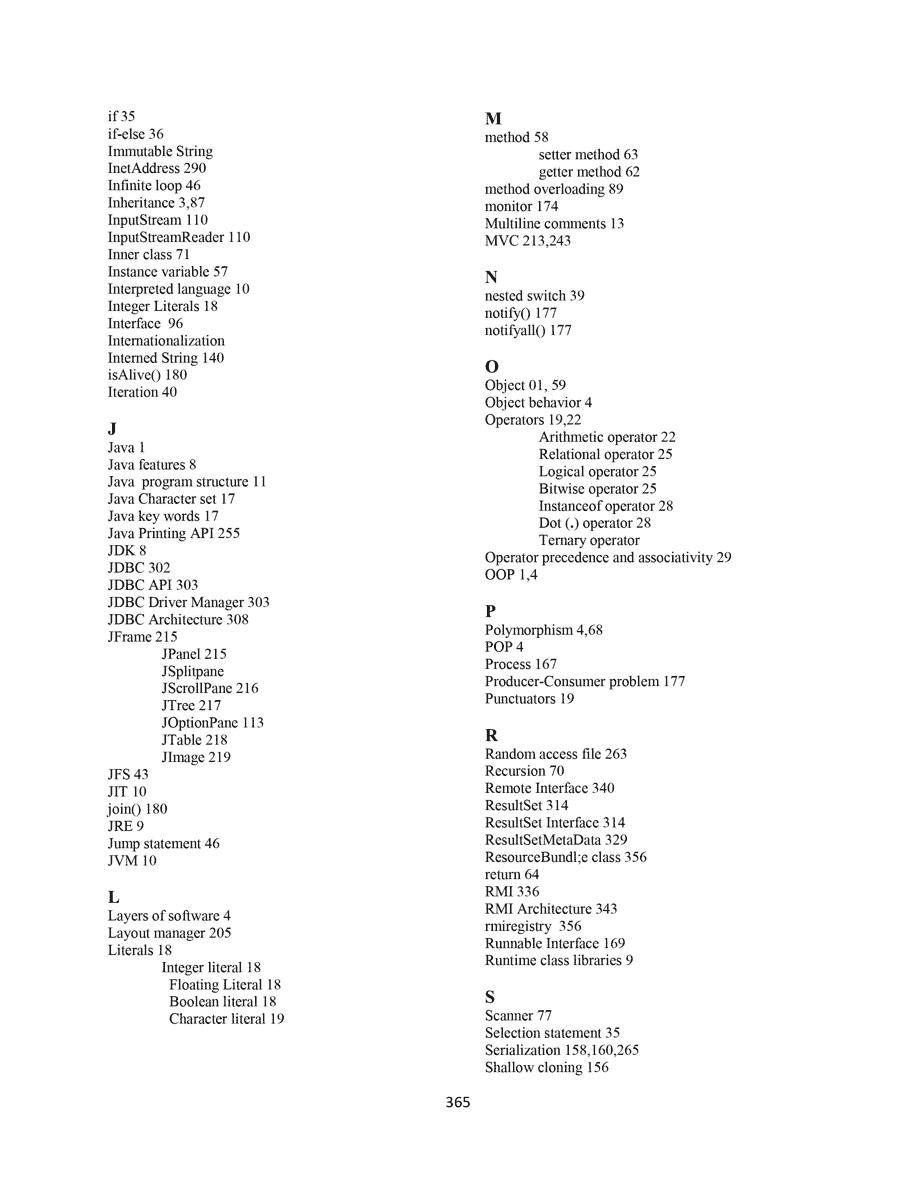 if 35
if-else 36
Immutable String
InetAddress 290
Infinite loop 46
Inheritance 3,87
InputStream 110
InputStreamReader 110
Inner class 71
Instance variable 57
Interpreted language 10
Integer Literals 18
Interface  96
Internationalization
Interned String 140
isAlive() 180
Iteration 40
J
Java 1
Java features 8
Java  program structure 11
Java Character set 17
Java key words 17
Java Printing API 255
JDK 8
JDBC 302
JDBC API 303
JDBC Driver Manager 303
JDBC Architecture 308
JFrame 215
JPanel 215
JSplitpane
JScrollPane 216
JTree 217
JOptionPane 113
JTable 218
JImage 219
JFS 43
JIT 10
join() 180
JRE 9
Jump statement 46
JVM 10
L
Layers of software 4
Layout manager 205
Literals 18
Integer literal 18
Floating Literal 18
Boolean literal 18
Character literal 19
M
method 58
setter method 63
getter method 62
method overloading 89
monitor 174
Multiline comments 13
MVC 213,243
N
nested switch 39
notify() 177
notifyall() 177
O
Object 01, 59
Object behavior 4
Operators 19,22
Arithmetic operator 22
Relational operator 25
Logical operator 25
Bitwise operator 25
Instanceof operator 28
Dot (.) operator 28
Ternary operator
Operator precedence and associativity 29
OOP 1,4
P
Polymorphism 4,68
POP 4
Process 167
Producer-Consumer problem 177
Punctuators 19
R
Random access file 263
Recursion 70
Remote Interface 340
ResultSet 314
ResultSet Interface 314
ResultSetMetaData 329
ResourceBundl;e class 356
return 64
RMI 336
RMI Architecture 343
rmiregistry  356
Runnable Interface 169
Runtime class libraries 9
S
Scanner 77
Selection statement 35
Serialization 158,160,265
Shallow cloning 156
365